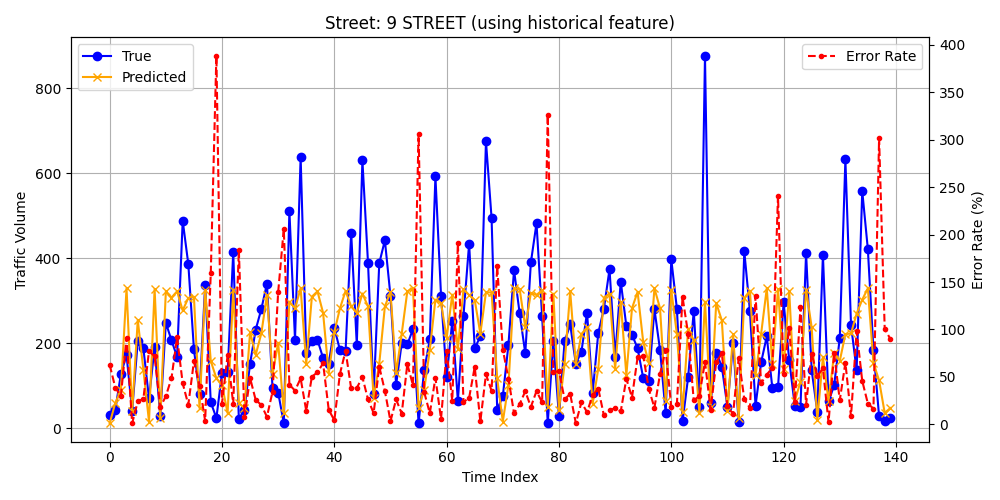 Street: 9 STREET (using historical feature)
True
Predicted
Error Rate
Traffic Volume
0
200
400
600
800
0
50
100
150
200
250
300
350
400
Error Rate (%)
0 20 40 60 80 100 120 140
Time Index